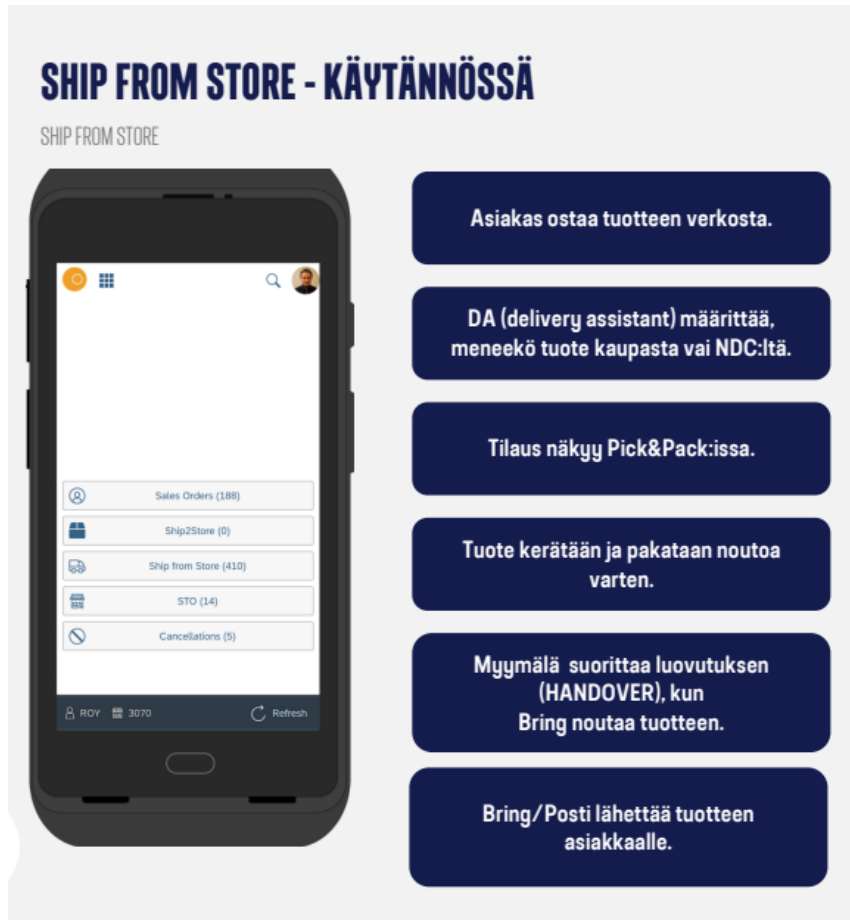 SHIP FROM STORE - KÄYTÄNNÖSSÄ
SHIP FROM STORE
Sales Orders (188)
Ship2Store (0)
Ship from Store (410)
STO (14)
Cancellations (5)
ROY 3070 Refresh
Asiakas ostaa tuotteen verkosta.
DA (delivery assistant) määrittää,
meneekö tuote kaupasta vai NDC:ltä.
Tilaus näkyy Pick&Pack:issa.
Tuote kerätään ja pakataan noutoa
varten.
Myymälä suorittaa luovutuksen
(HANDOVER), kun
Bring noutaa tuotteen.
Bring/Posti lähettää tuotteen
asiakkaalle.